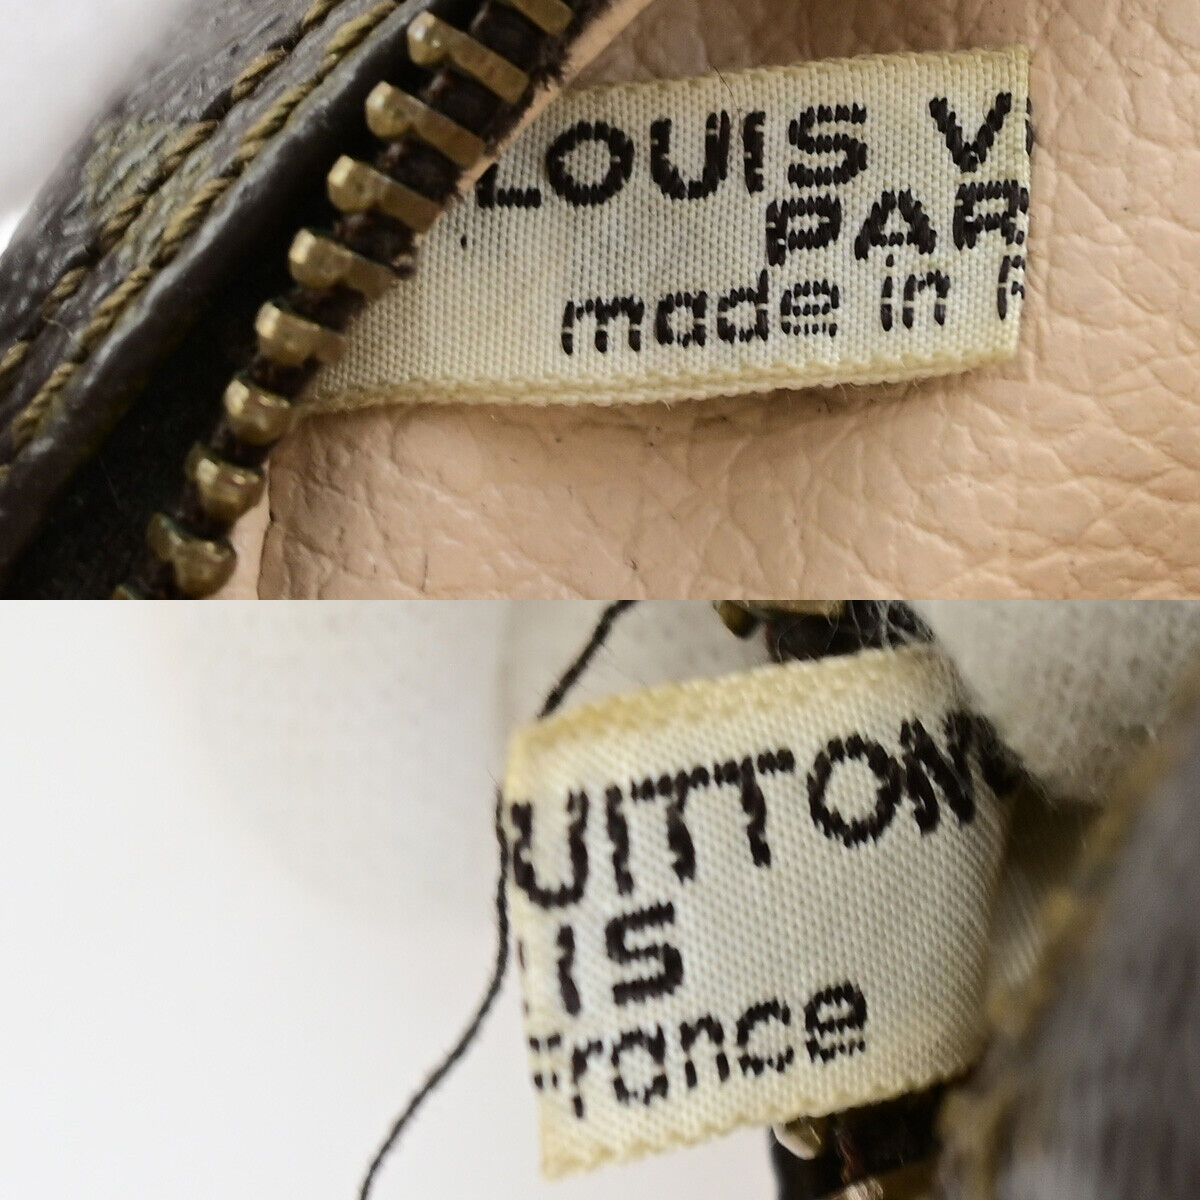 LOUIS V
PAR
made in F
UITTON
IS
France